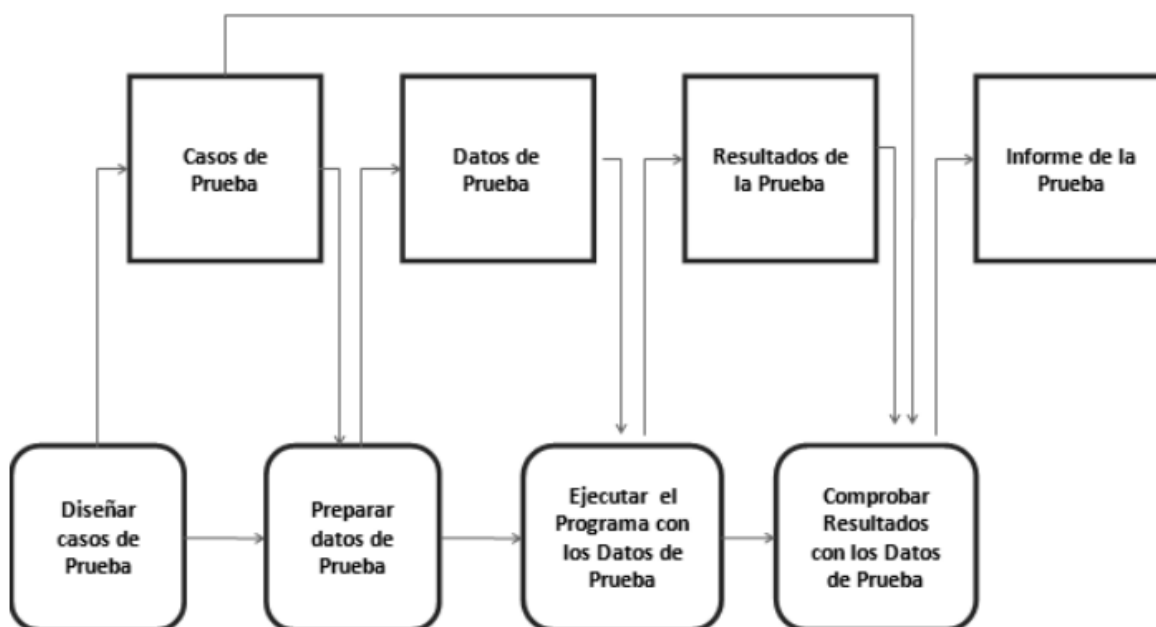 Casos de
Prueba
Datos de
Prueba
Resultados de
la Prueba
Informe de la
Prueba
Diseñar
casos de
Prueba
Preparar
datos de
Prueba
Ejecutar el
Programa con
los Datos de
Prueba
Comprobar
Resultados
con los Datos
de Prueba